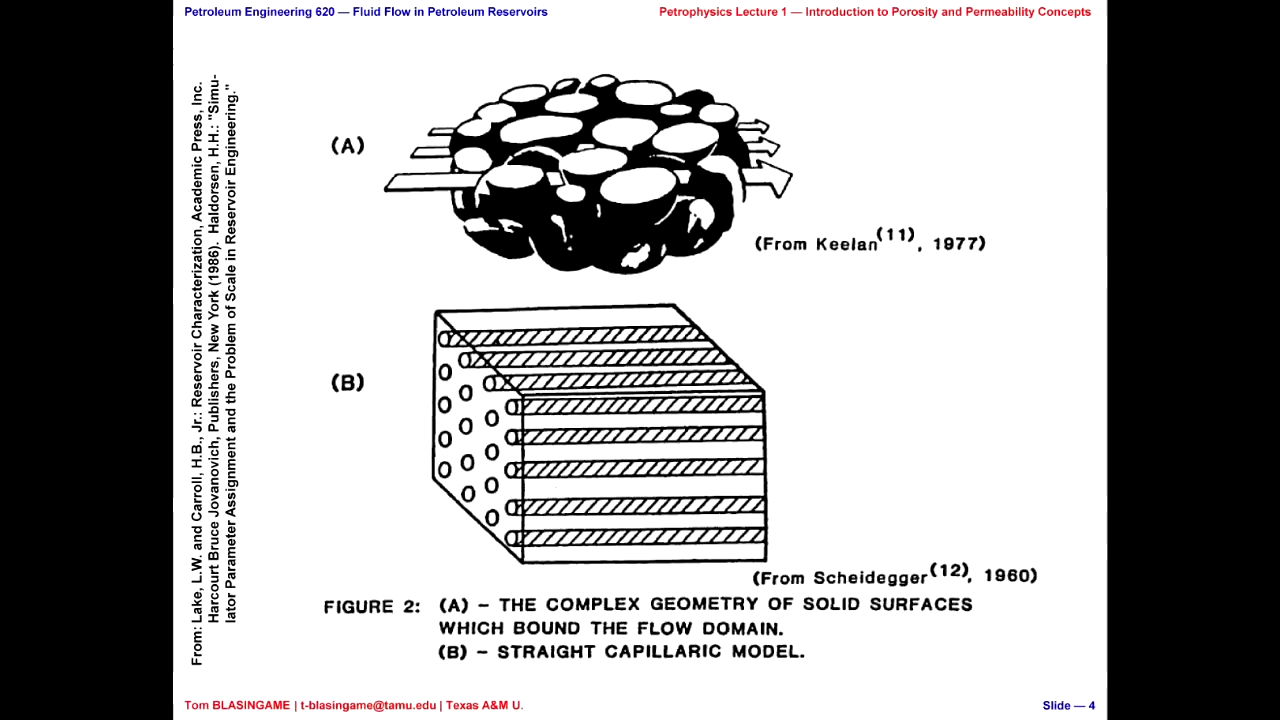 Petroleum Engineering 620 — Fluid Flow in Petroleum Reservoirs
Petrophysics Lecture 1 — Introduction to Porosity and Permeability Concepts
From: Lake, L.W. and Carroll, H.B., Jr.: Reservoir Characterization, Academic Press, Inc.
Harcourt Bruce Jovanovich, Publishers, New York (1986). Haldorsen, H.H.: "Simu-
lator Parameter Assignment and the Problem of Scale in Reservoir Engineering."
(A)
(From Keelan(11), 1977)
(B)
(From Scheidegger(12), 1960)
FIGURE 2: (A) – THE COMPLEX GEOMETRY OF SOLID SURFACES
WHICH BOUND THE FLOW DOMAIN.
(B) – STRAIGHT CAPILLARIC MODEL.
Tom BLASINGAME | t-blasingame@tamu.edu | Texas A&M U.
Slide — 4